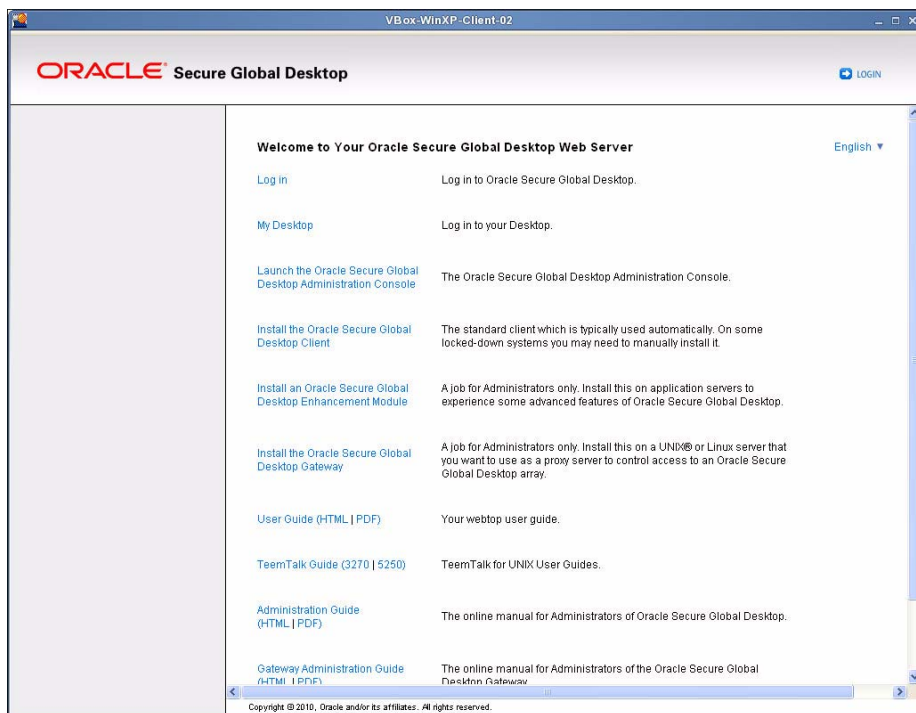 VBox-WinXP-Client-02
ORACLE® Secure Global Desktop
LOGIN
Welcome to Your Oracle Secure Global Desktop Web Server
English
Log in
Log in to Oracle Secure Global Desktop.
My Desktop
Log in to your Desktop.
Launch the Oracle Secure Global
Desktop Administration Console
The Oracle Secure Global Desktop Administration Console.
Install the Oracle Secure Global
Desktop Client
The standard client which is typically used automatically. On some
locked-down systems you may need to manually install it.
Install an Oracle Secure Global
Desktop Enhancement Module
A job for Administrators only. Install this on application servers to
experience some advanced features of Oracle Secure Global Desktop.
Install the Oracle Secure Global
Desktop Gateway
A job for Administrators only. Install this on a UNIX® or Linux server that
you want to use as a proxy server to control access to an Oracle Secure
Global Desktop array.
User Guide (HTML | PDF)
Your webtop user guide.
TeemTalk Guide (3270 | 5250)
TeemTalk for UNIX User Guides.
Administration Guide
(HTML | PDF)
The online manual for Administrators of Oracle Secure Global Desktop.
Gateway Administration Guide
(HTML | PDF)
The online manual for Administrators of the Oracle Secure Global
Desktop Gateway
Copyright © 2010, Oracle and/or its affiliates. All rights reserved.